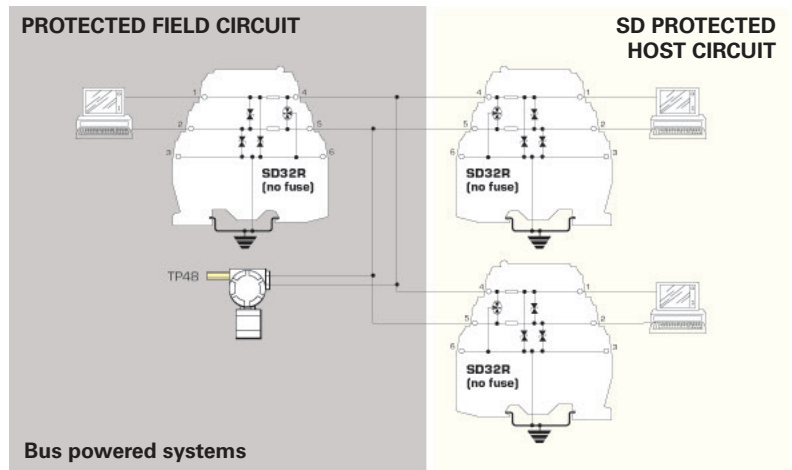 PROTECTED FIELD CIRCUIT
SD PROTECTED
HOST CIRCUIT
1
4
2
5
3
6
SD32R
(no fuse)
4
1
5
2
6
3
SD32R
(no fuse)
TP48
4
1
5
2
6
3
SD32R
(no fuse)
Bus powered systems